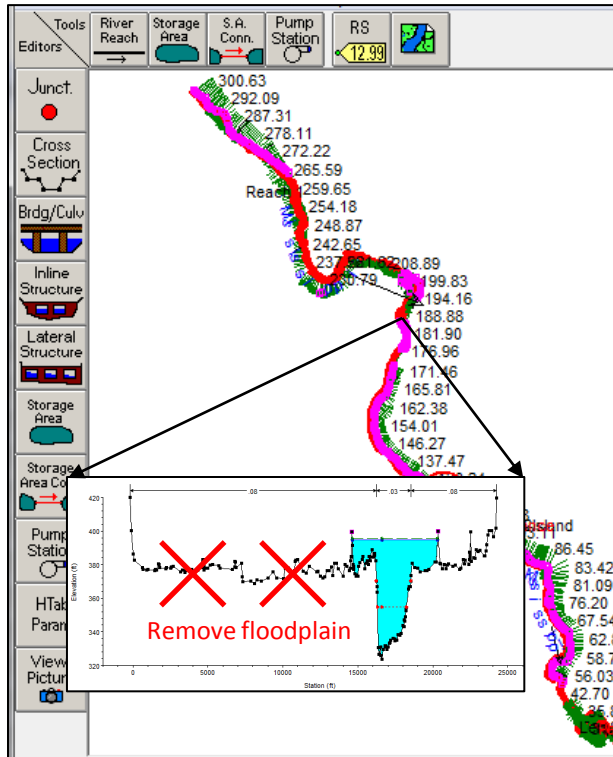 Tools
Editors
River
Reach
Storage
Area
S.A.
Conn.
Pump
Station
RS
12.99
Junct.
Cross
Section
Brdg/Culv
Inline
Structure
Lateral
Structure
Storage
Area
Storage
Pump
HTab
Param
View
Picture
300.63
292.09
287.31
278.11
272.22
265.59
Reach
259.65
254.18
248.87
242.65
208.89
199.83
194.16
188.88
181.90
176.96
171.46
165.81
162.38
154.01
146.27
137.47
86.45
83.42
81.09
76.20
67.54
56.03
42.70
.08
.03
.08
420
400
380
360
340
320
Elevation (ft)
Remove floodplain
0
5000
10000
15000
20000
25000
Station (ft)